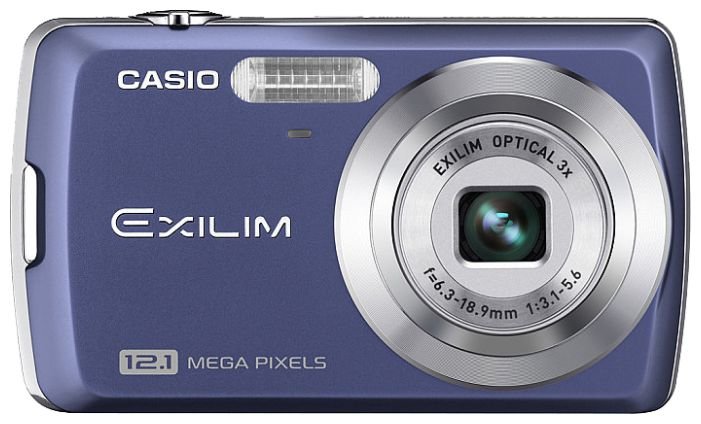 CASIO
EXILIM OPTICAL 3x
EXILIM
f=6.3-18.9mm 1:3.1-5.6
12.1 MEGA PIXELS